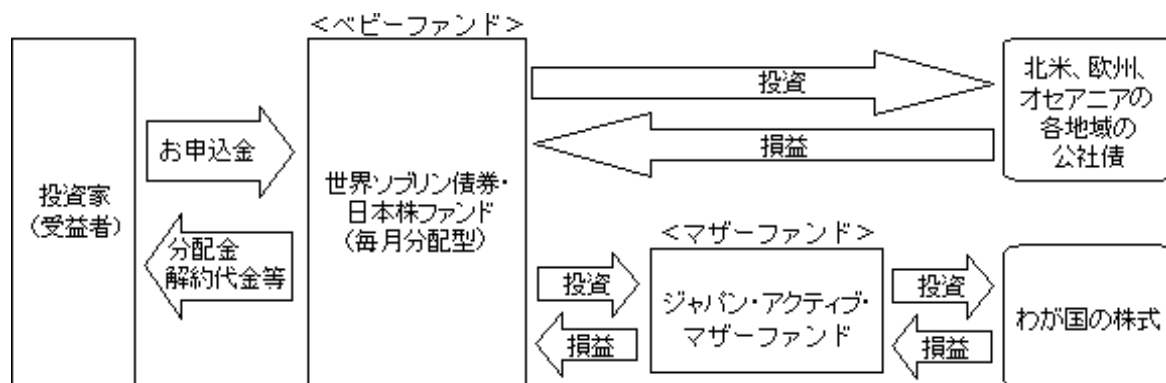 <ベビーファンド>
投資家
(受益者)
お申込金
分配金
解約代金等
世界ソブリン債券・
日本株ファンド
(毎月分配型)
投資
損益
北米、欧州、
オセアニアの
各地域の
公社債
<マザーファンド>
投資
損益
ジャパン・アクティブ・
マザーファンド
投資
損益
わが国の株式